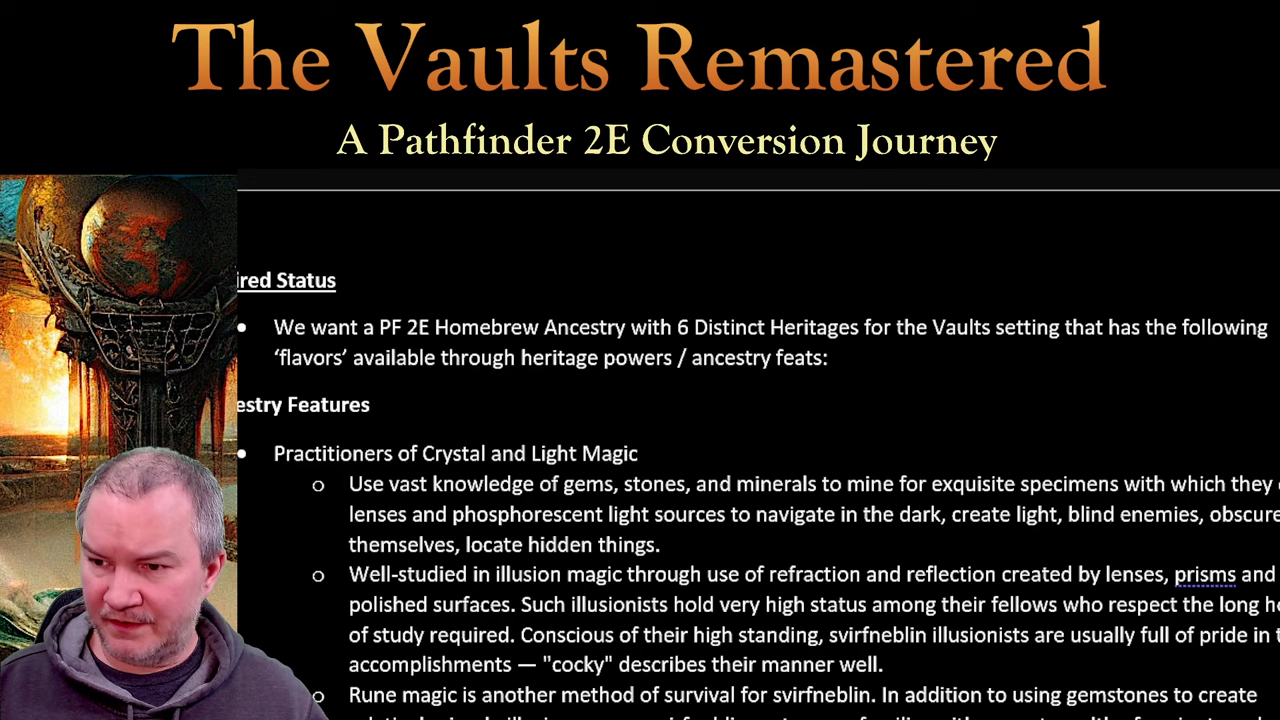 The Vaults Remastered
A Pathfinder 2E Conversion Journey
ired Status
We want a PF 2E Homebrew Ancestry with 6 Distinct Heritages for the Vaults setting that has the following
'flavors' available through heritage powers / ancestry feats:
estry Features
Practitioners of Crystal and Light Magic
Use vast knowledge of gems, stones, and minerals to mine for exquisite specimens with which they
lenses and phosphorescent light sources to navigate in the dark, create light, blind enemies, obscure
themselves, locate hidden things.
Well-studied in illusion magic through use of refraction and reflection created by lenses, prisms and
polished surfaces. Such illusionists hold very high status among their fellows who respect the long
of study required. Conscious of their high standing, svirfneblin illusionists are usually full of pride in
accomplishments — "cocky" describes their manner well.
Rune magic is another method of survival for svirfneblin. In addition to using gemstones to create